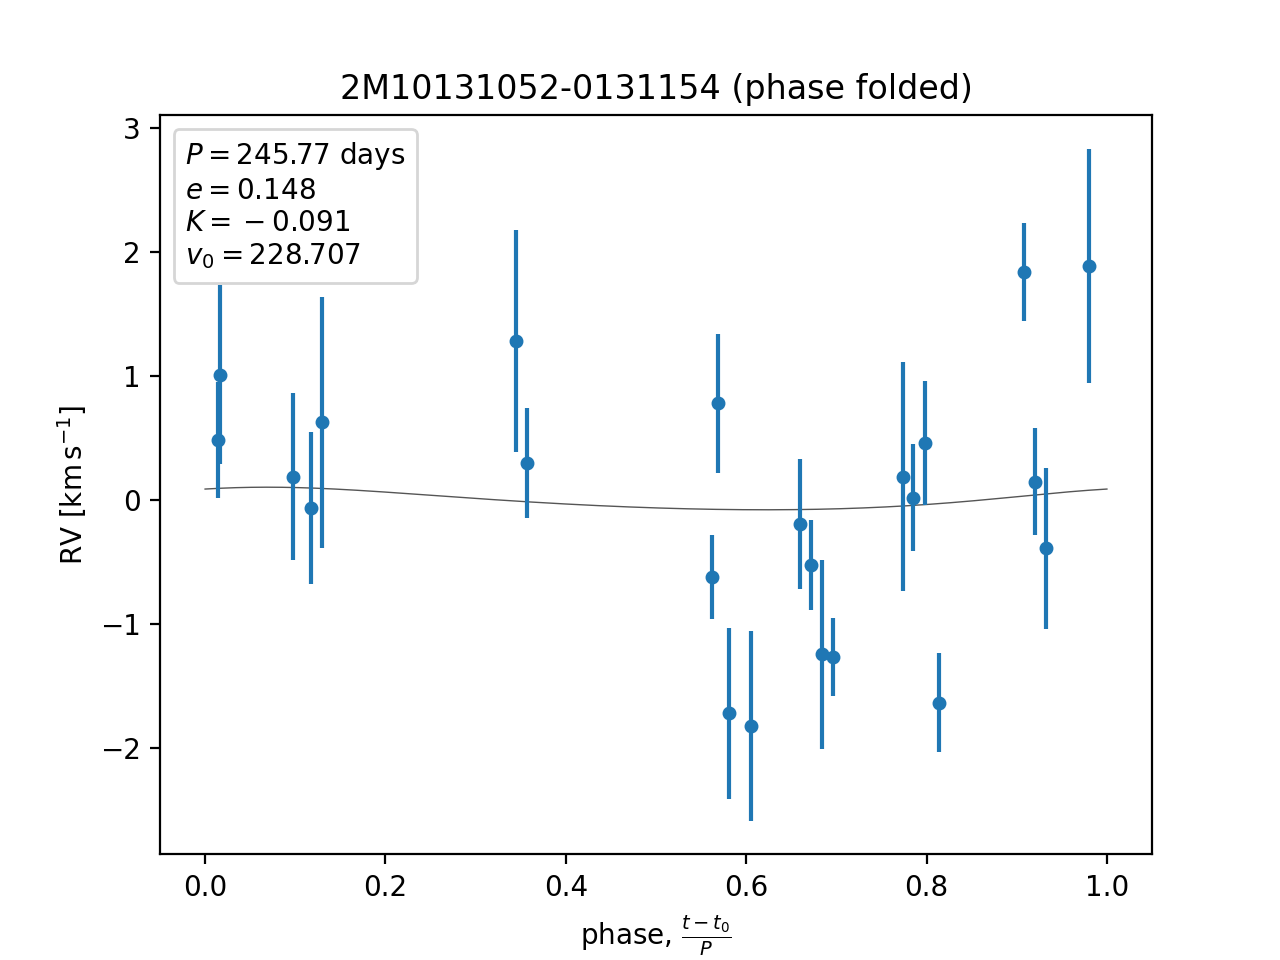 2M10131052-0131154 (phase folded)
P = 245.77 days
e = 0.148
K = −0.091
v₀ = 228.707
3
2
1
0
−1
−2
RV [km s⁻¹]
0.0 0.2 0.4 0.6 0.8 1.0
phase, (t − t₀)/P